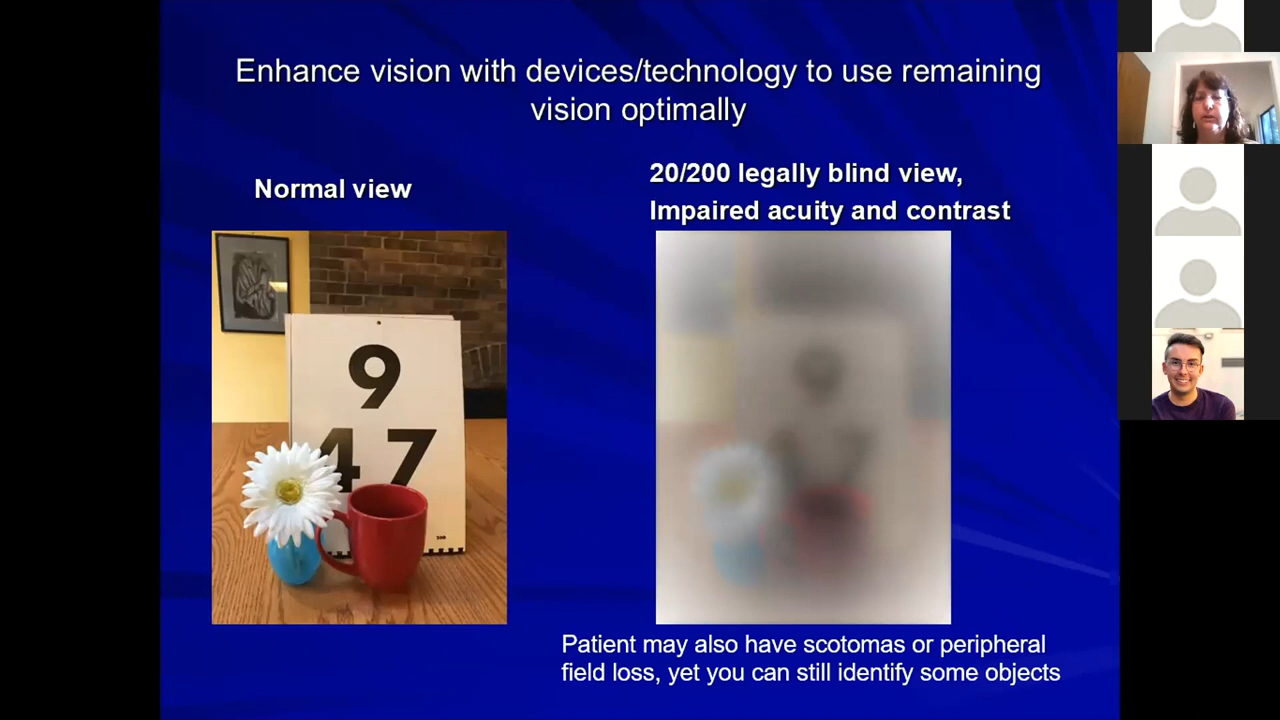 Enhance vision with devices/technology to use remaining
vision optimally
Normal view
20/200 legally blind view,
Impaired acuity and contrast
9
4 7
Patient may also have scotomas or peripheral
field loss, yet you can still identify some objects